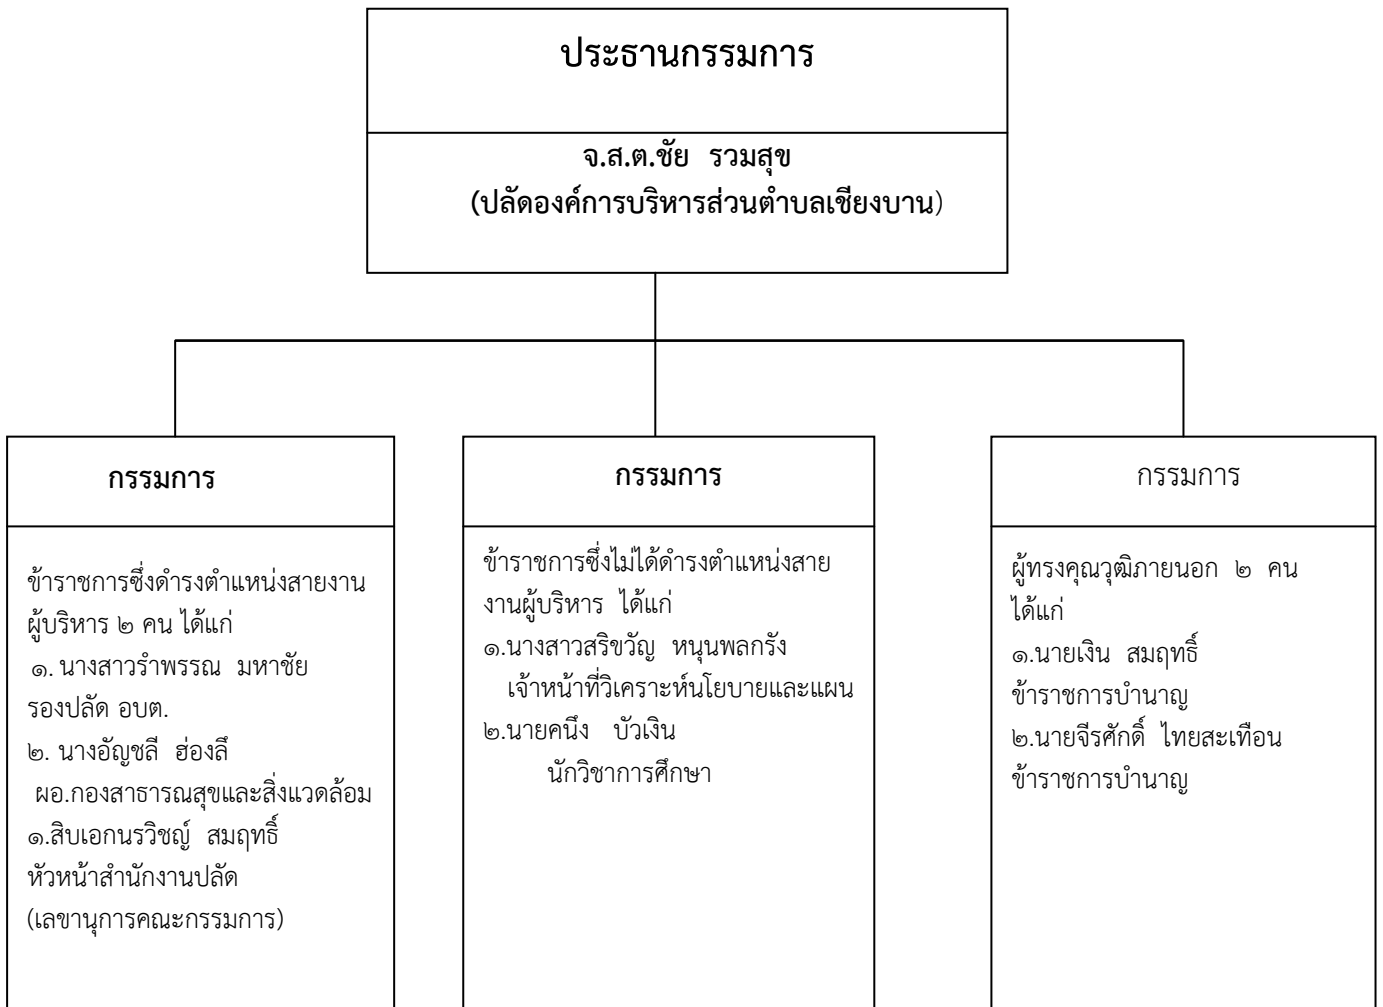 ประธานกรรมการ
จ.ส.ต.ชัย รวมสุข
(ปลัดองค์การบริหารส่วนตำบลเชียงบาน)
กรรมการ
ข้าราชการซึ่งดำรงตำแหน่งสายงาน
ผู้บริหาร ๒ คน ได้แก่
๑. นางสาวรำพรรณ มหาชัย
รองปลัด อบต.
๒. นางอัญชลี ฮ่องลึ
ผอ.กองสาธารณสุขและสิ่งแวดล้อม
๑.สิบเอกนรวิชญ์ สมฤทธิ์
หัวหน้าสำนักงานปลัด
(เลขานุการคณะกรรมการ)
กรรมการ
ข้าราชการซึ่งไม่ได้ดำรงตำแหน่งสาย
งานผู้บริหาร ได้แก่
๑.นางสาวสริขวัญ หนุนพลกรัง
เจ้าหน้าที่วิเคราะห์นโยบายและแผน
๒.นายคนึง บัวเงิน
นักวิชาการศึกษา
กรรมการ
ผู้ทรงคุณวุฒิภายนอก ๒ คน
ได้แก่
๑.นายเงิน สมฤทธิ์
ข้าราชการบำนาญ
๒.นายจีรศักดิ์ ไทยสะเทือน
ข้าราชการบำนาญ